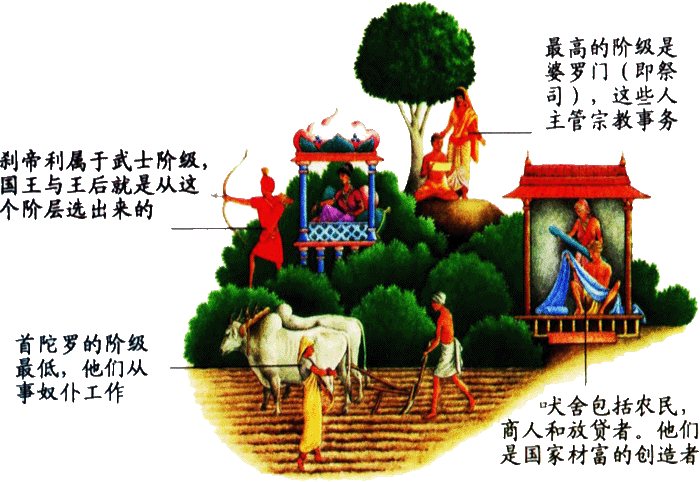 最高的阶级是
婆罗门（即祭
司），这些人
主管宗教事务
刹帝利属于武士阶级，
国王与王后就是从这
个阶层选出来的
首陀罗的阶级
最低，他们从
事奴仆工作
吠舍包括农民，
商人和放贷者。他们
是国家材富的创造者